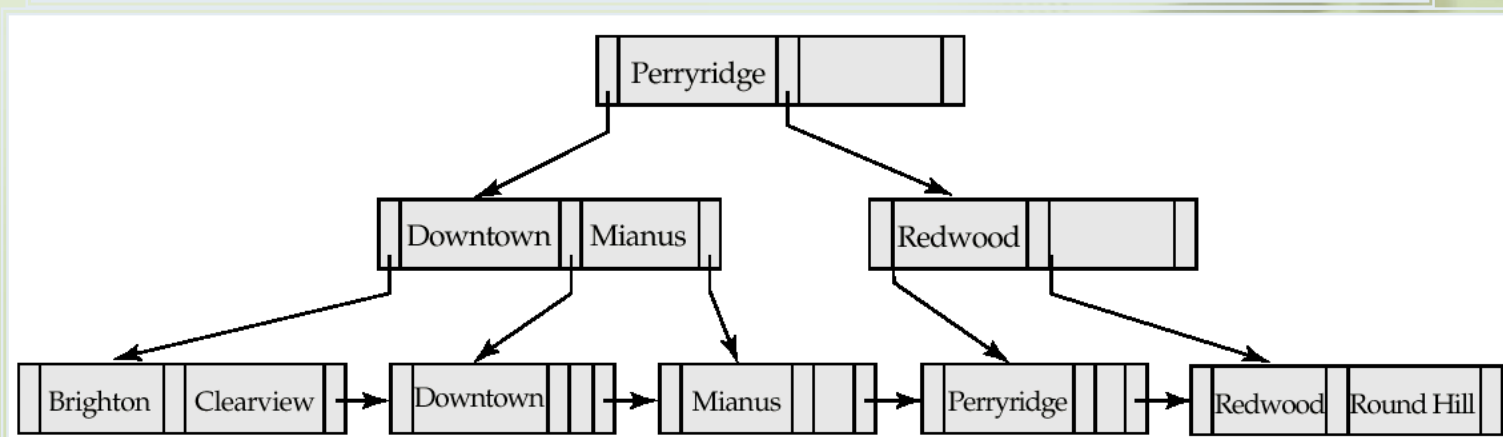 Perryridge
Downtown Mianus Redwood
Brighton Clearview Downtown Mianus Perryridge Redwood Round Hill